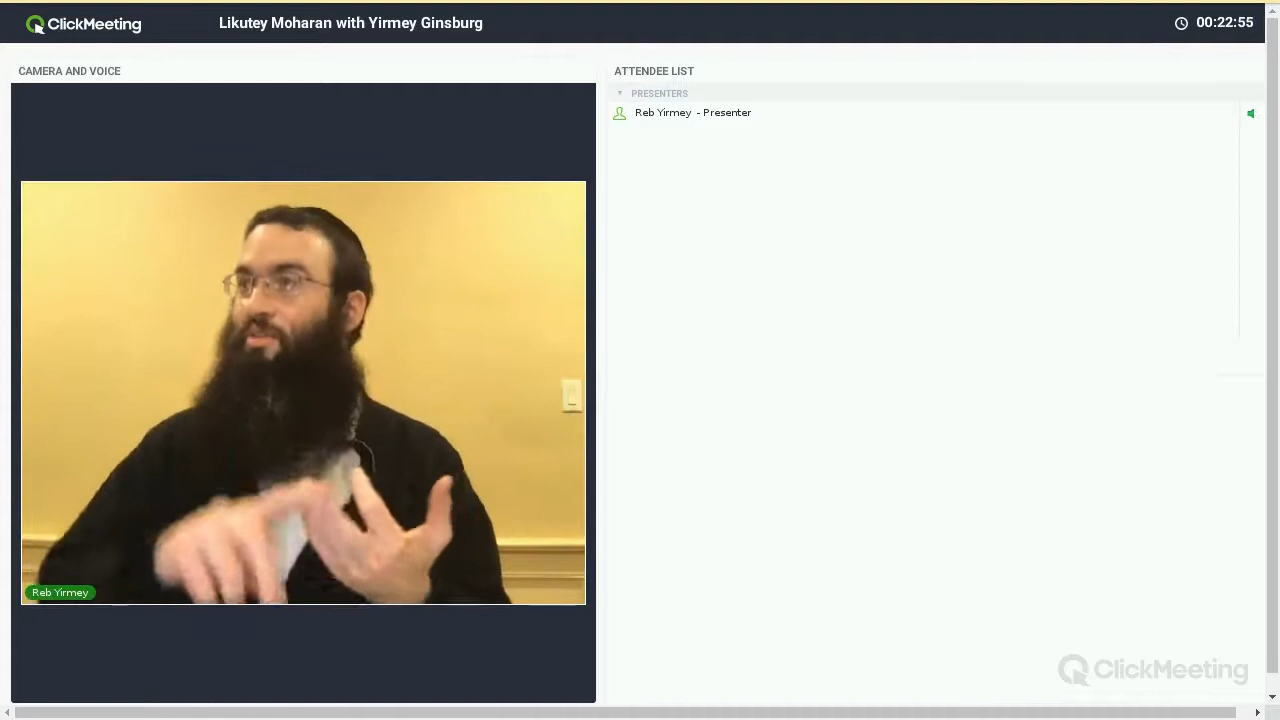 ClickMeeting
Likutey Moharan with Yirmey Ginsburg
00:22:55
CAMERA AND VOICE
Reb Yirmey
ATTENDEE LIST
PRESENTERS
Reb Yirmey - Presenter
ClickMeeting